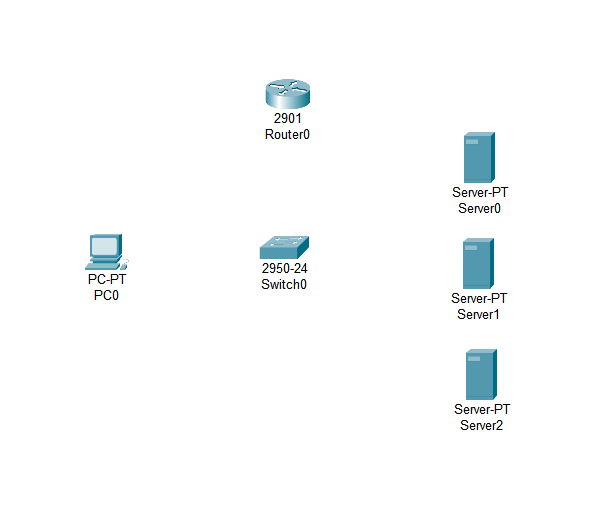 2901
Router0
Server-PT
Server0
PC-PT
PC0
2950-24
Switch0
Server-PT
Server1
Server-PT
Server2